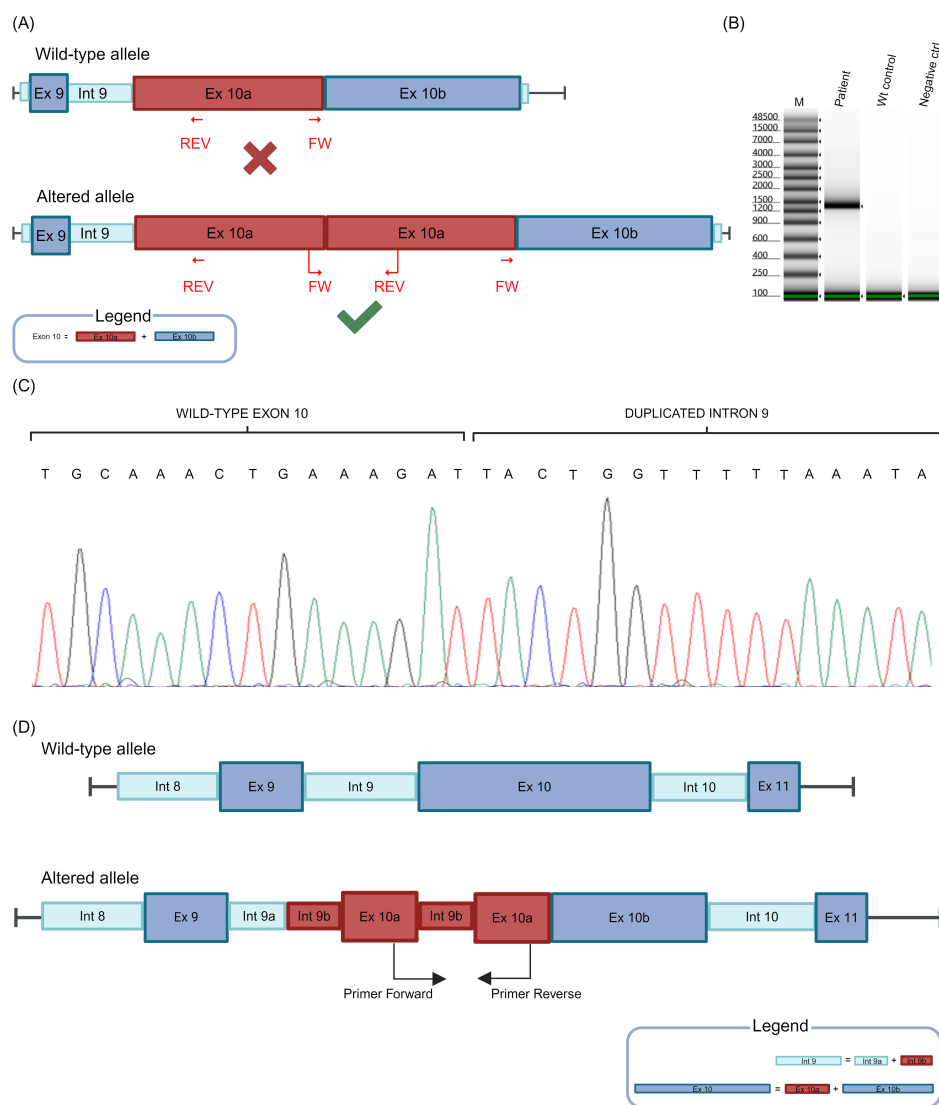 (A)
Wild-type allele
Ex 9 Int 9 Ex 10a Ex 10b
REV FW
Altered allele
Ex 9 Int 9 Ex 10a Ex 10a Ex 10b
REV FW REV FW
Legend
Exon 10 = Ex 10a + Ex 10b
(B)
M Patient Wt control Negative ctrl
48500
15000
7000
4000
3000
2500
2000
1500
1200
900
600
400
250
100
(C)
WILD-TYPE EXON 10 DUPLICATED INTRON 9
T G C A A A C T G A A A G A T T A C T G G T T T T T A A A T A
(D)
Wild-type allele
Int 8 Ex 9 Int 9 Ex 10 Int 10 Ex 11
Altered allele
Int 8 Ex 9 Int 9a Int 9b Ex 10a Int 9b Ex 10a Ex 10b Int 10 Ex 11
Primer Forward Primer Reverse
Legend
Int 9 = Int 9a + Int 9b
Ex 10 = Ex 10a + Ex 10b